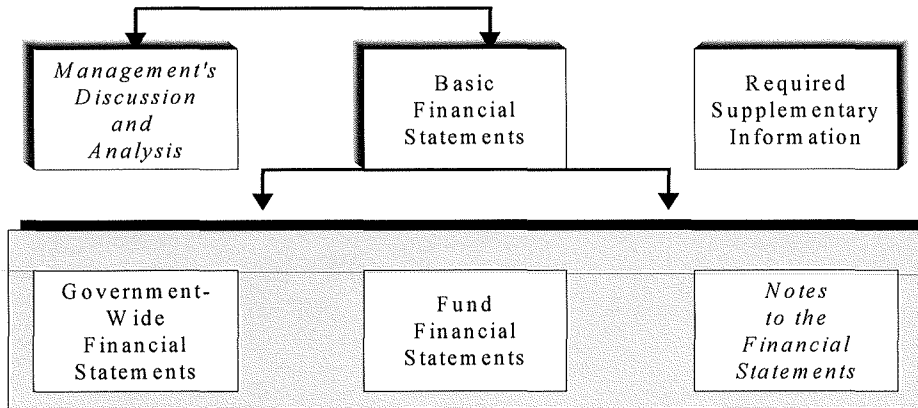 Management's
Discussion
and
Analysis
Basic
Financial
Statements
Required
Supplementary
Information
Government-
Wide
Financial
Statements
Fund
Financial
Statements
Notes
to the
Financial
Statements